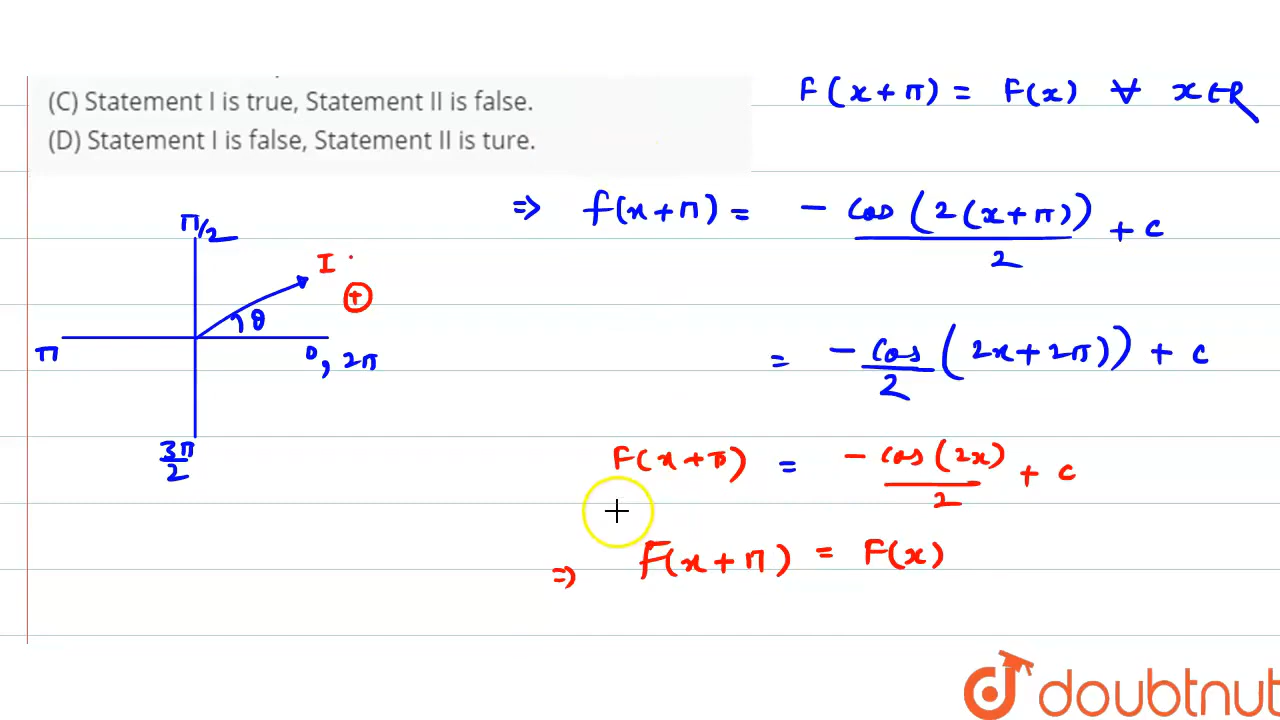 (C) Statement I is true, Statement II is false.
(D) Statement I is false, Statement II is ture.
F(x+π) = F(x) ∀ x∈R
⇒ f(x+π) = - cos(2(x+π))/2 + c
= - cos/2 (2x+2π)) + c
F(x+π) = - cos(2x)/2 + c
⇒ F(x+π) = F(x)
π/2
I
+
θ
π
0, 2π
3π/2
doubtnut